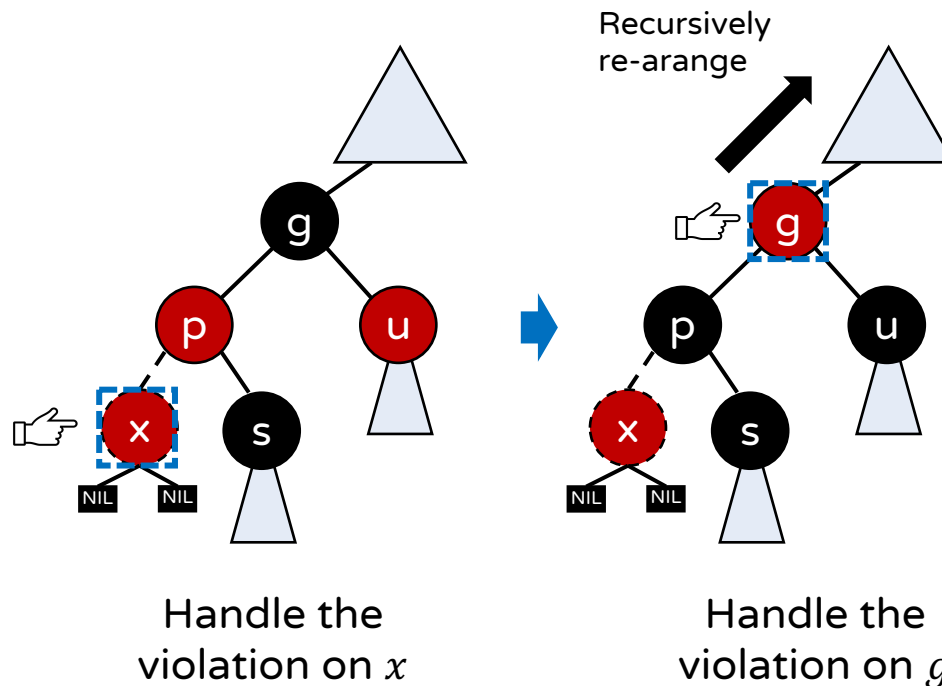 Recursively
re-arange
g
g
p
u
p
u
x
s
x
s
NIL
NIL
NIL
NIL
Handle the
violation on x
Handle the
violation on g